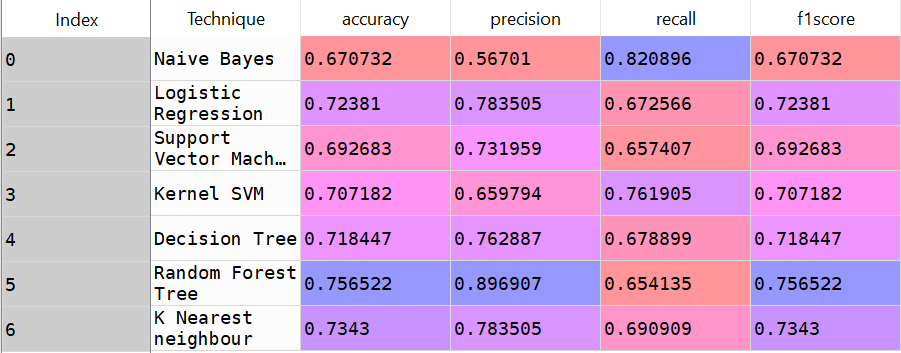 Index Technique accuracy precision recall f1score
0 Naive Bayes 0.670732 0.56701 0.820896 0.670732
1 Logistic Regression 0.72381 0.783505 0.672566 0.72381
2 Support Vector Mach… 0.692683 0.731959 0.657407 0.692683
3 Kernel SVM 0.707182 0.659794 0.761905 0.707182
4 Decision Tree 0.718447 0.762887 0.678899 0.718447
5 Random Forest Tree 0.756522 0.896907 0.654135 0.756522
6 K Nearest neighbour 0.7343 0.783505 0.690909 0.7343